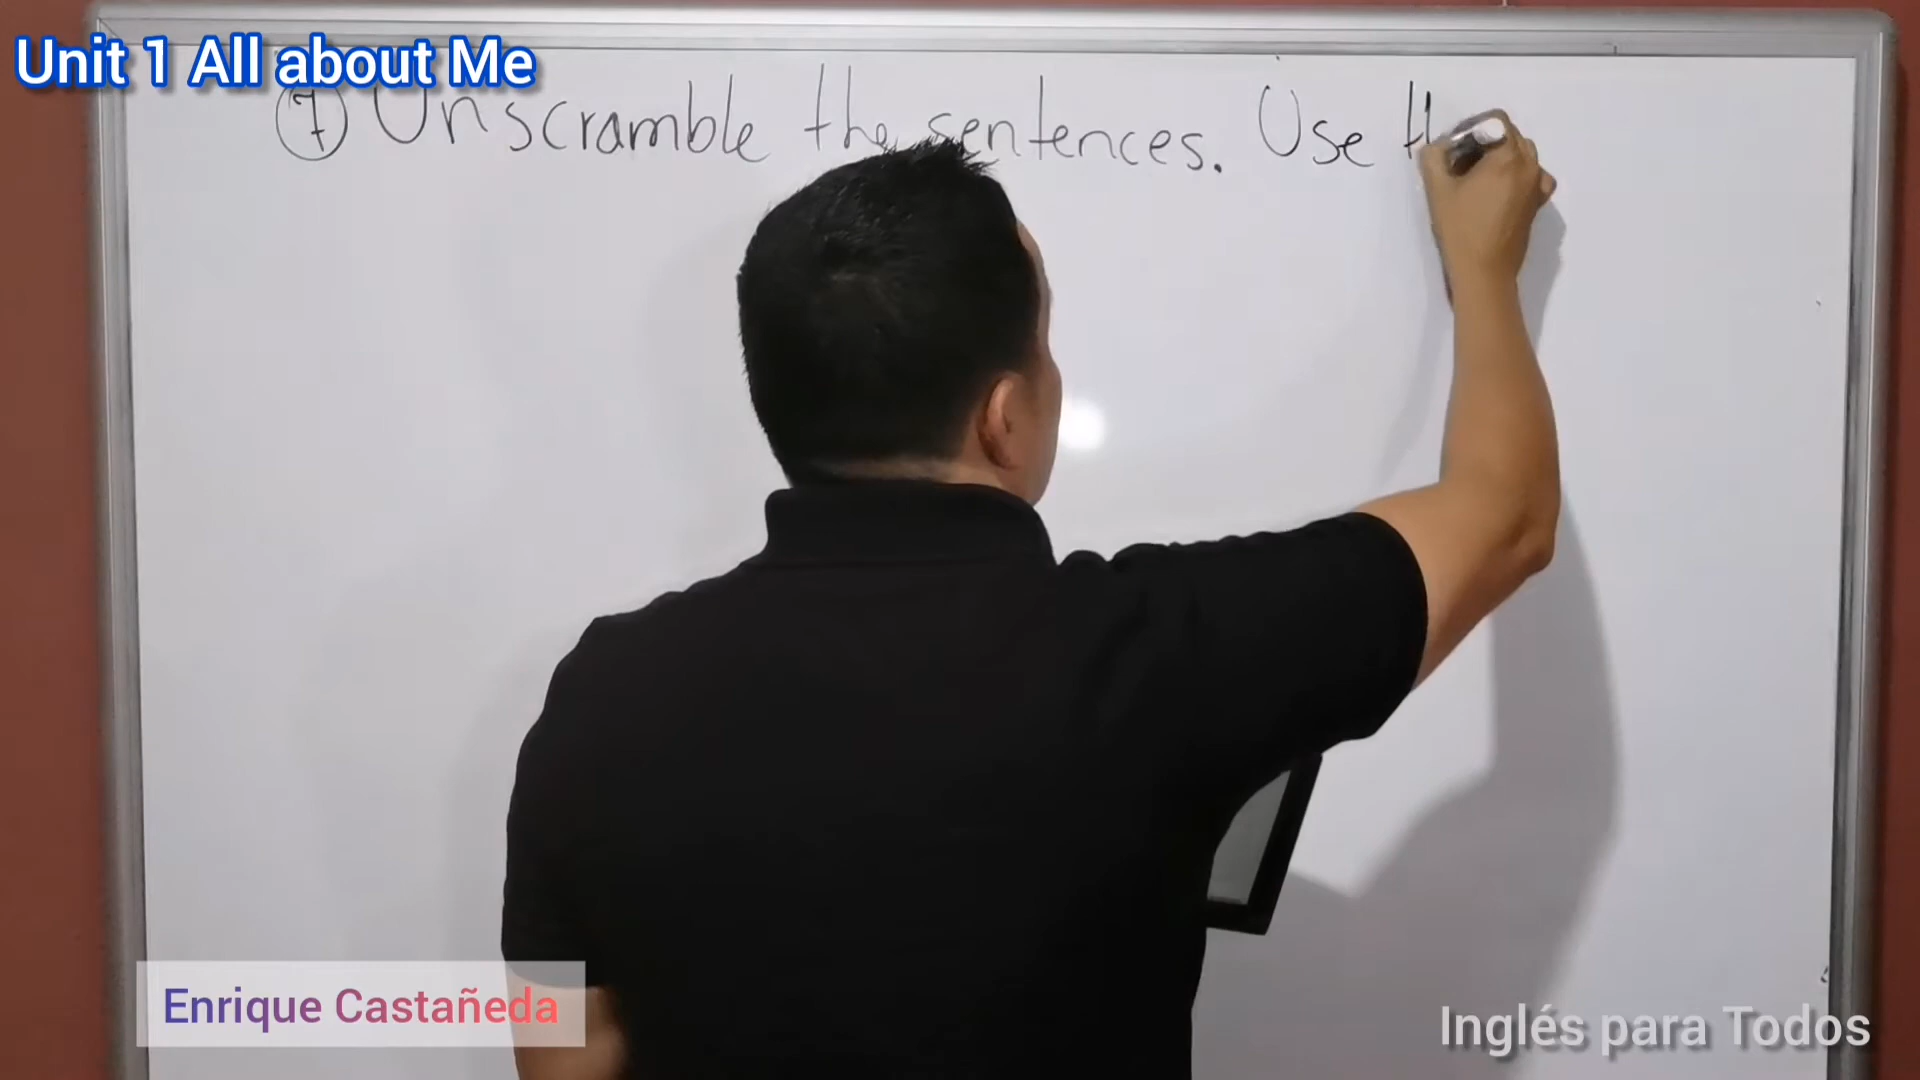 Unit 1 All about Me
7 Unscramble the sentences. Use
Enrique Castañeda
Inglés para Todos